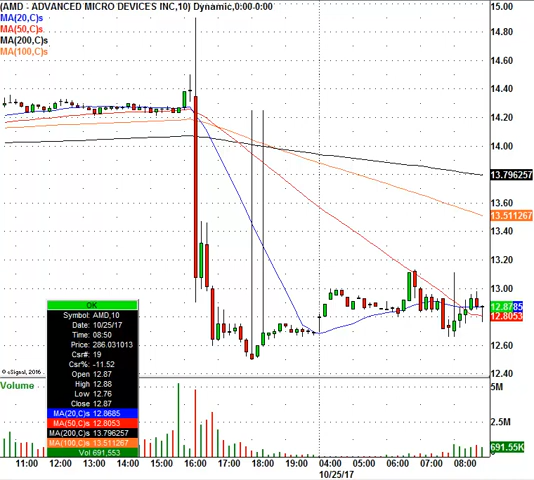 (AMD - ADVANCED MICRO DEVICES INC,10) Dynamic,0:00-0:00
MA(20,C)s
MA(50,C)s
MA(200,C)s
MA(100,C)s
15.00
14.80
14.60
14.40
14.20
14.00
13.796257
13.60
13.511267
13.40
13.20
13.00
12.8785
12.8053
12.60
12.40
OK
Symbol: AMD,10
Date: 10/25/17
Time: 08:50
Price: 286.031013
Csr#: 19
Csr%: -11.52
Open 12.87
High 12.88
Low 12.76
Close 12.87
MA(20,C)s 12.8685
MA(50,C)s 12.8053
MA(200,C)s 13.796257
MA(100,C)s 13.511267
Vol 691,553
© eSignal, 2016
Volume
5M
2.5M
691.55K
11:00 12:00 13:00 14:00 15:00 16:00 17:00 18:00 19:00 04:00 05:00 06:00 07:00 08:00
10/25/17